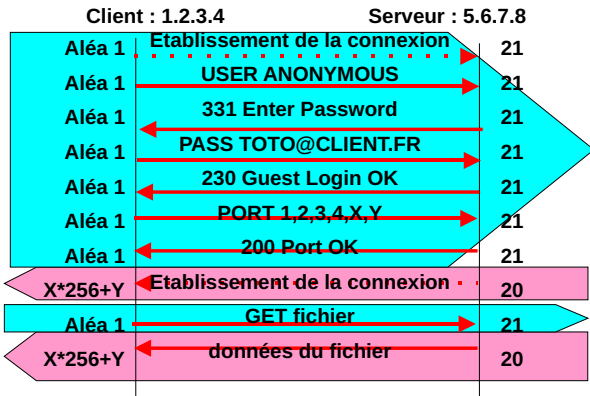 Client : 1.2.3.4 Serveur : 5.6.7.8
Aléa 1 Etablissement de la connexion 21
Aléa 1 USER ANONYMOUS 21
Aléa 1 331 Enter Password 21
Aléa 1 PASS TOTO@CLIENT.FR 21
Aléa 1 230 Guest Login OK 21
Aléa 1 PORT 1,2,3,4,X,Y 21
Aléa 1 200 Port OK 21
X*256+Y Etablissement de la connexion 20
Aléa 1 GET fichier 21
X*256+Y données du fichier 20